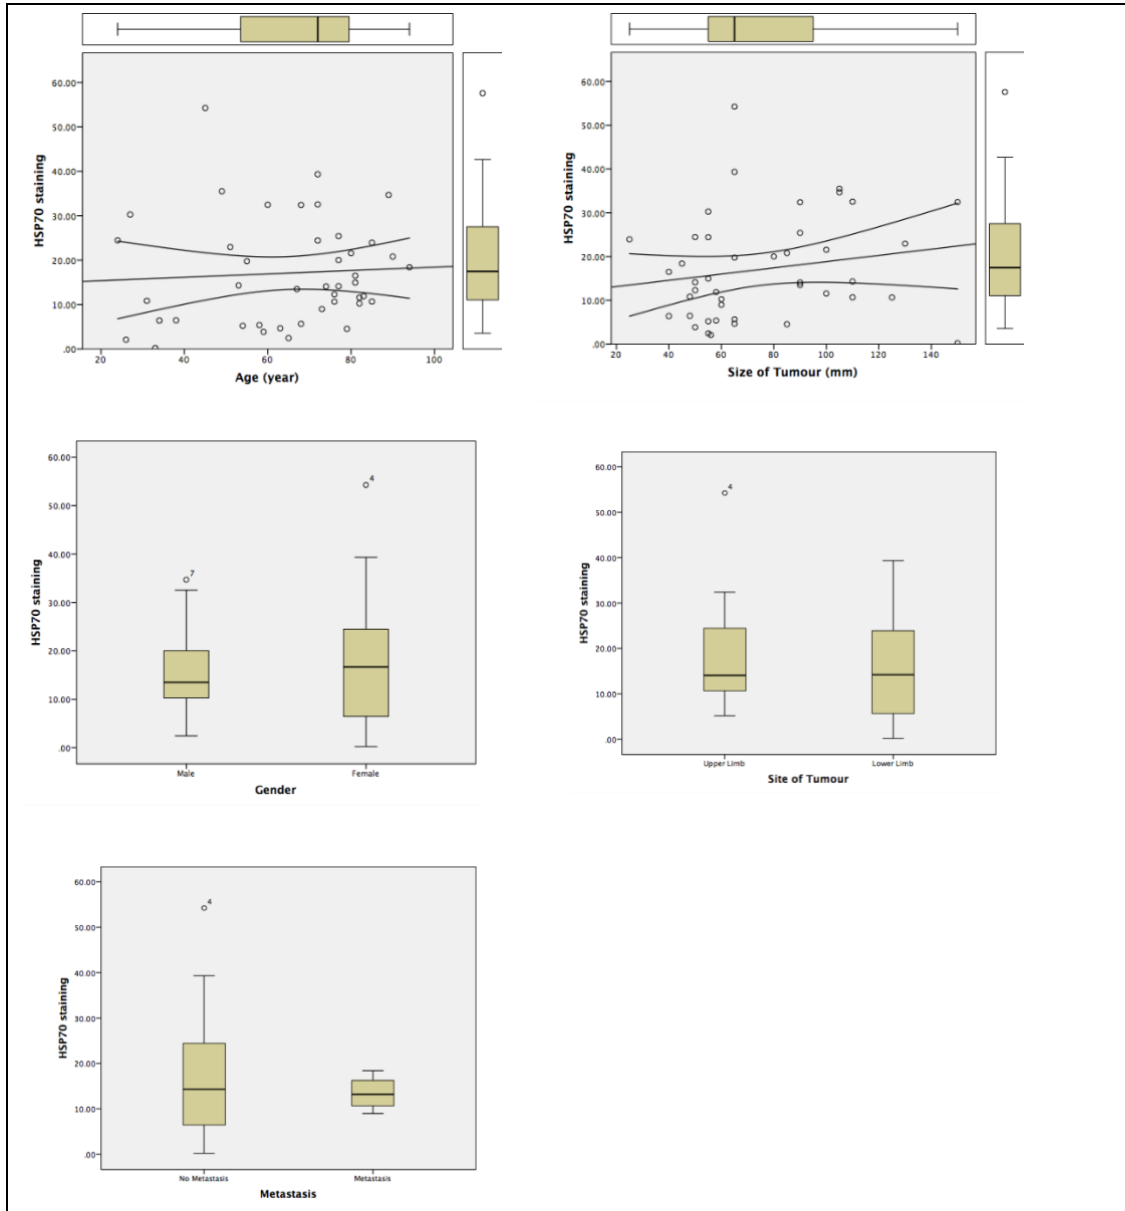 60.00
50.00
40.00
30.00
20.00
10.00
.00
HSP70 staining
20 40 60 80 100
Age (year)
60.00
50.00
40.00
30.00
20.00
10.00
.00
HSP70 staining
20 40 60 80 100 120 140
Size of Tumour (mm)
60.00
50.00
40.00
30.00
20.00
10.00
.00
HSP70 staining
7
4
Male Female
Gender
60.00
50.00
40.00
30.00
20.00
10.00
.00
HSP70 staining
4
Upper Limb Lower Limb
Site of Tumour
60.00
50.00
40.00
30.00
20.00
10.00
.00
HSP70 staining
4
No Metastasis Metastasis
Metastasis